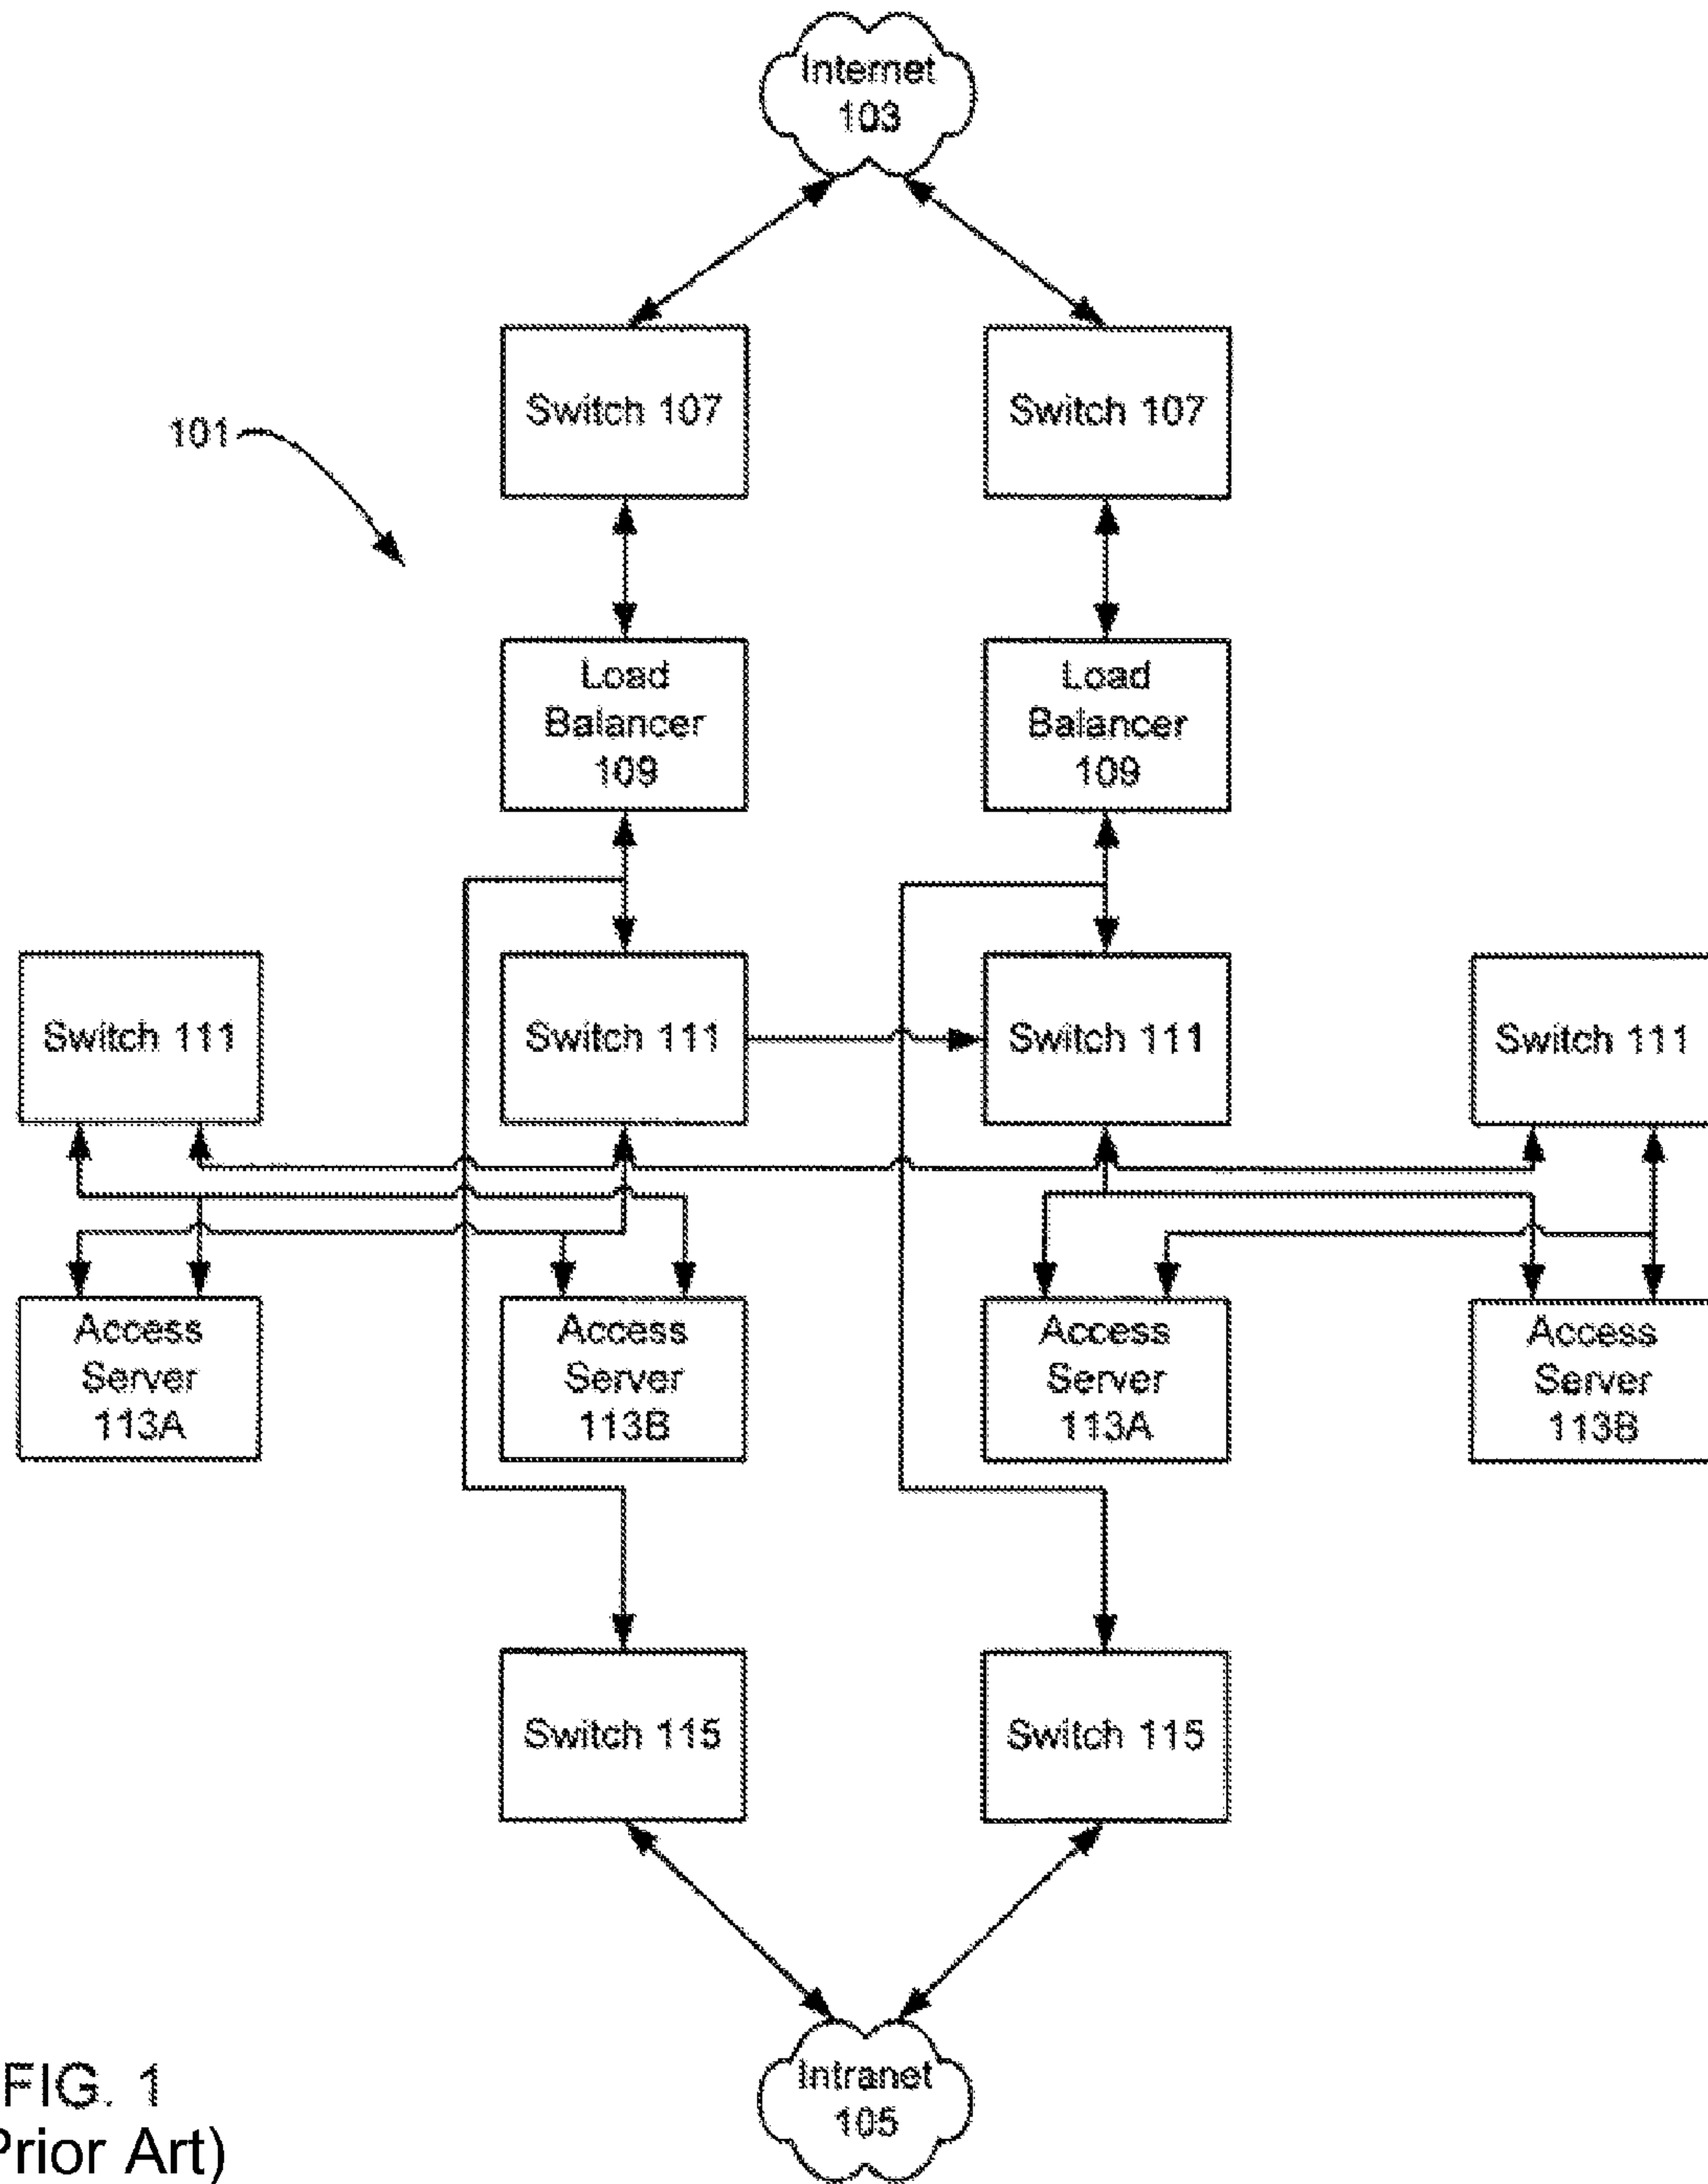 Internet
103
Switch 107
Switch 107
101
Load
Balancer
109
Load
Balancer
109
Switch 111
Switch 111
Switch 111
Switch 111
Access
Server
113A
Access
Server
113B
Access
Server
113A
Access
Server
113B
Switch 115
Switch 115
Intranet
105
FIG. 1
Prior Art)